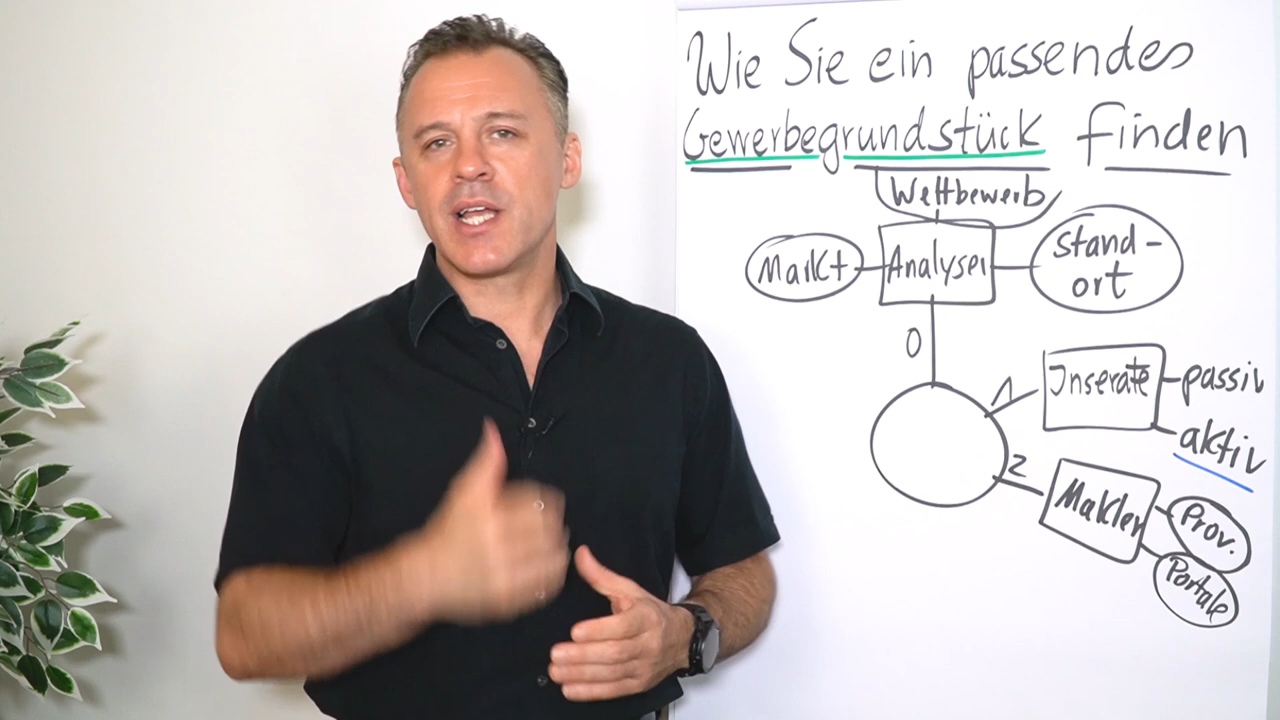 Wie Sie ein passendes
Gewerbegrundstück finden
Wettbewerb
Markt
Analysen
Stand-
ort
0
1
Inserate
passiv
aktiv
2
Makler
Prov.
Portale